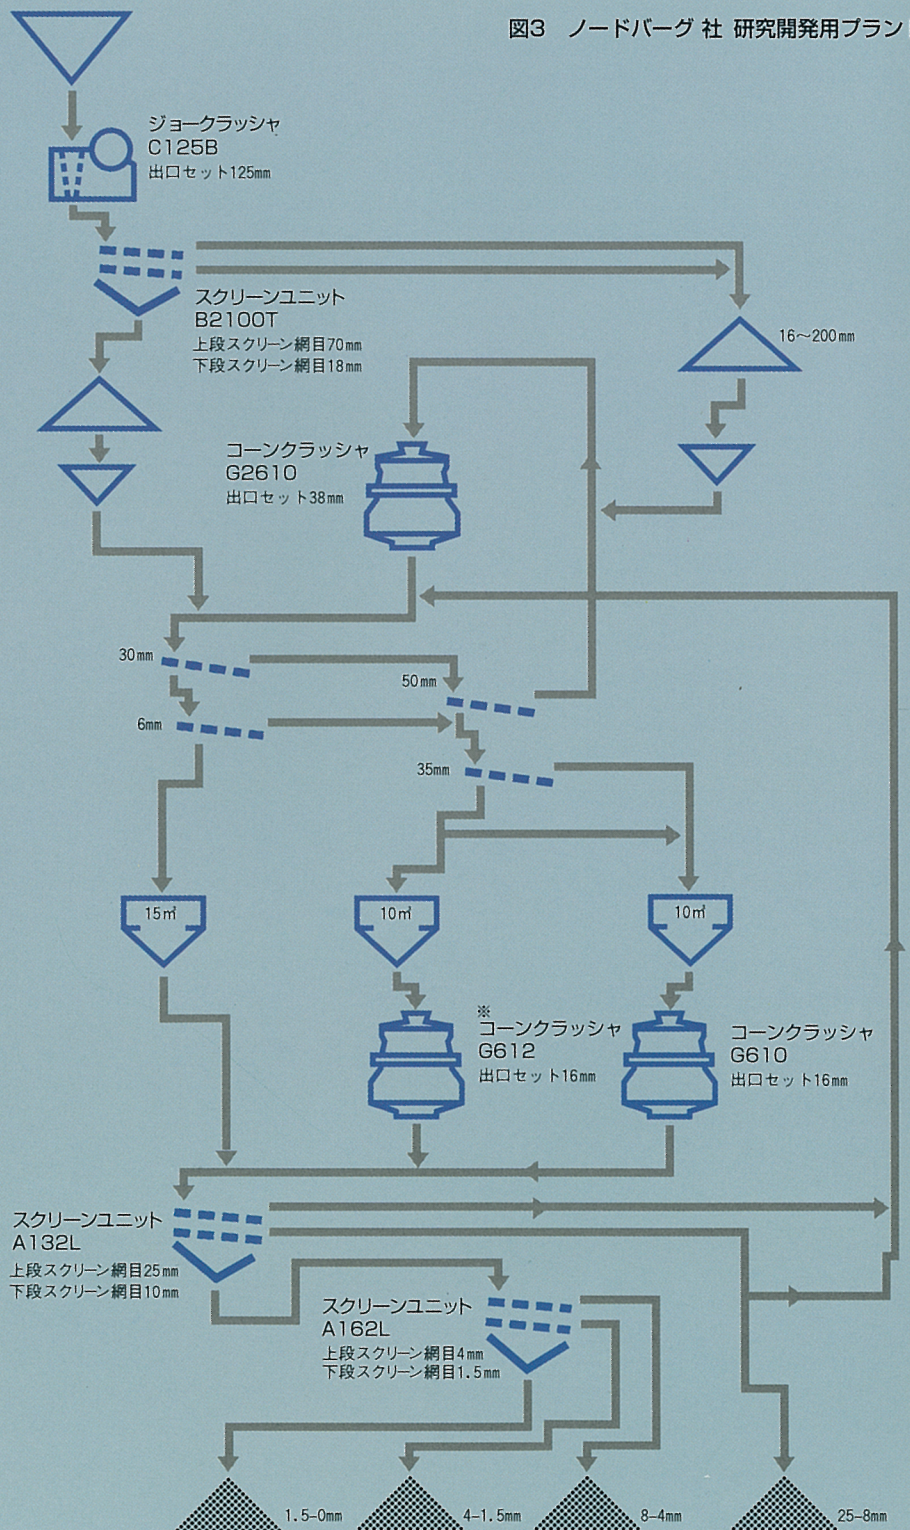 図3 ノードバーグ 社 研究開発用プラン
ジョークラッシャ
C125B
出口セット125mm
スクリーンユニット
B2100T
上段スクリーン網目70mm
下段スクリーン網目18mm
16〜200mm
コーンクラッシャ
G2610
出口セット38mm
30mm
50mm
6mm
35mm
15㎥
10㎥
10㎥
※
コーンクラッシャ
G612
出口セット16mm
コーンクラッシャ
G610
出口セット16mm
スクリーンユニット
A132L
上段スクリーン網目25mm
下段スクリーン網目10mm
スクリーンユニット
A162L
上段スクリーン網目4mm
下段スクリーン網目1.5mm
1.5-0mm
4-1.5mm
8-4mm
25-8mm